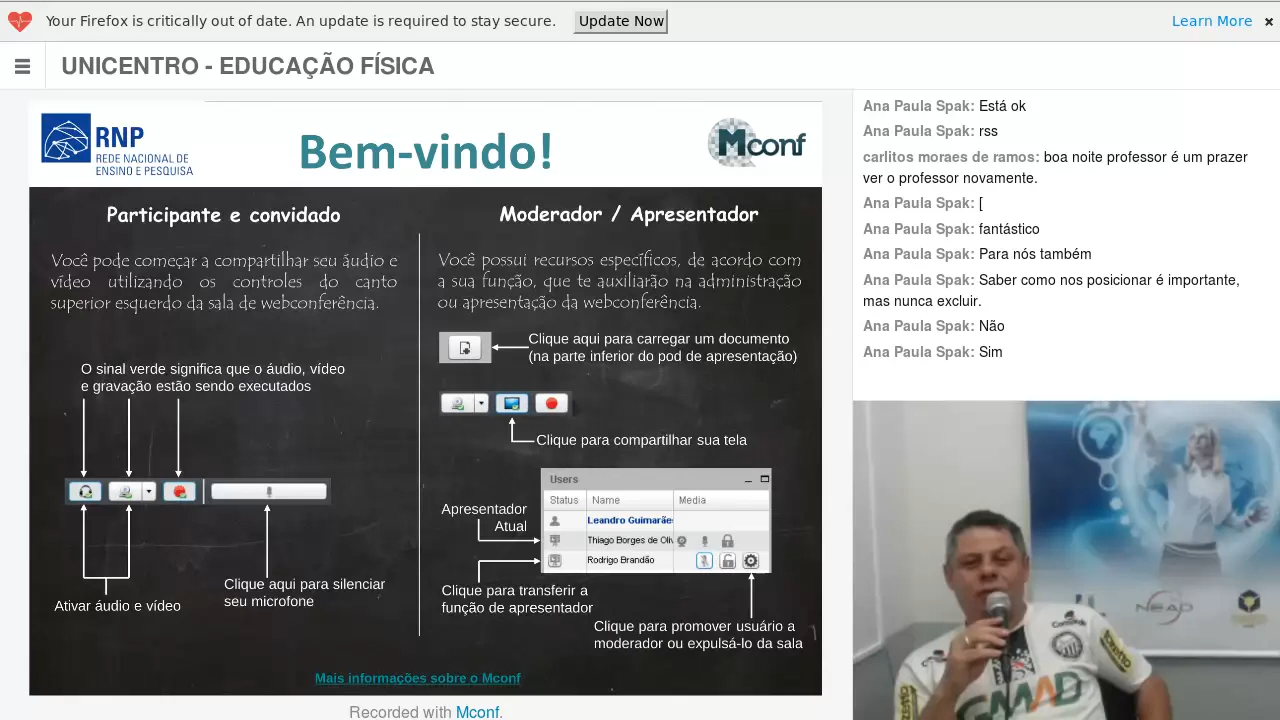 Your Firefox is critically out of date. An update is required to stay secure.
Update Now
Learn More
UNICENTRO - EDUCAÇÃO FÍSICA
RNP
REDE NACIONAL DE
ENSINO E PESQUISA
Bem-vindo!
Mconf
Participante e convidado
Você pode começar a compartilhar seu áudio e
vídeo utilizando os controles do canto
superior esquerdo da sala de webconferência.
O sinal verde significa que o áudio, vídeo
e gravação estão sendo executados
Ativar áudio e vídeo
Clique aqui para silenciar
seu microfone
Moderador / Apresentador
Você possui recursos específicos, de acordo com
a sua função, que te auxiliarão na administração
ou apresentação da webconferência.
Clique aqui para carregar um documento
(na parte inferior do pod de apresentação)
Clique para compartilhar sua tela
Users
Status Name Media
Leandro Guimarães
Thiago Borges de Oliv
Rodrigo Brandão
Apresentador
Atual
Clique para transferir a
função de apresentador
Clique para promover usuário a
moderador ou expulsá-lo da sala
Mais informações sobre o Mconf
Recorded with Mconf.
Ana Paula Spak: Está ok
Ana Paula Spak: rss
carlitos moraes de ramos: boa noite professor é um prazer
ver o professor novamente.
Ana Paula Spak: [
Ana Paula Spak: fantástico
Ana Paula Spak: Para nós também
Ana Paula Spak: Saber como nos posicionar é importante,
mas nunca excluir.
Ana Paula Spak: Não
Ana Paula Spak: Sim
NEAD
GMAD